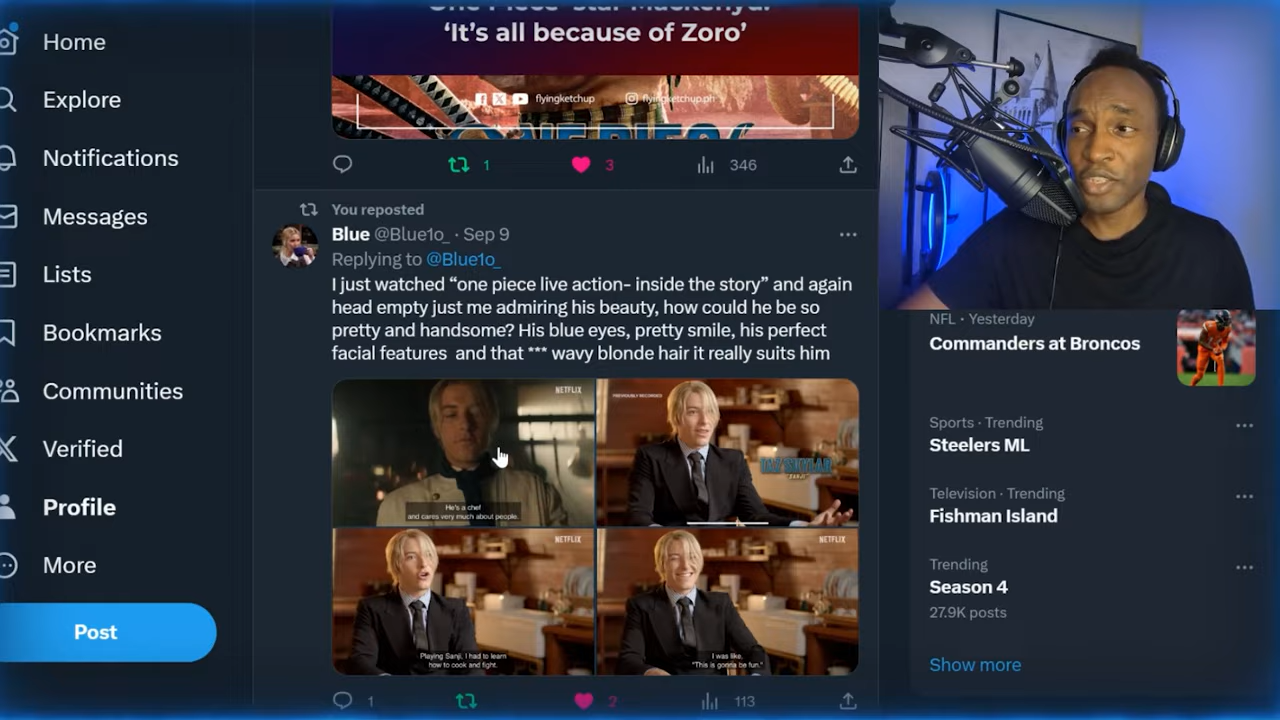 Home
Explore
Notifications
Messages
Lists
Bookmarks
Communities
Verified
Profile
More
Post
'It's all because of Zoro'
flyingketchup
flyingketchup.ph
1
3
346
You reposted
Blue @Blue1o_ · Sep 9
Replying to @Blue1o_
I just watched “one piece live action- inside the story” and again
head empty just me admiring his beauty, how could he be so
pretty and handsome? His blue eyes, pretty smile, his perfect
facial features and that *** wavy blonde hair it really suits him
NETFLIX
He's a chef
and cares very much about people.
PREVIOUSLY RECORDED
SANJI
NETFLIX
Playing Sanji, I had to learn
how to cook and fight.
NETFLIX
I was like,
"This is gonna be fun."
1
2
113
NFL · Yesterday
Commanders at Broncos
Sports · Trending
Steelers ML
Television · Trending
Fishman Island
Trending
Season 4
27.9K posts
Show more